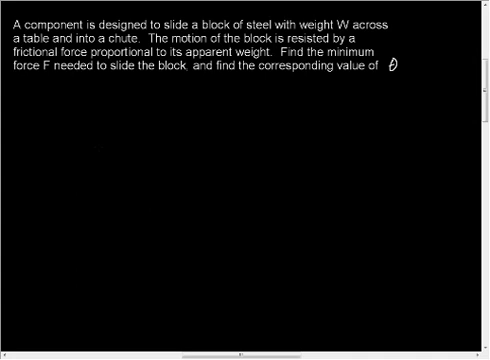 A component is designed to slide a block of steel with weight W across
a table and into a chute. The motion of the block is resisted by a
frictional force proportional to its apparent weight. Find the minimum
force F needed to slide the block, and find the corresponding value of θ